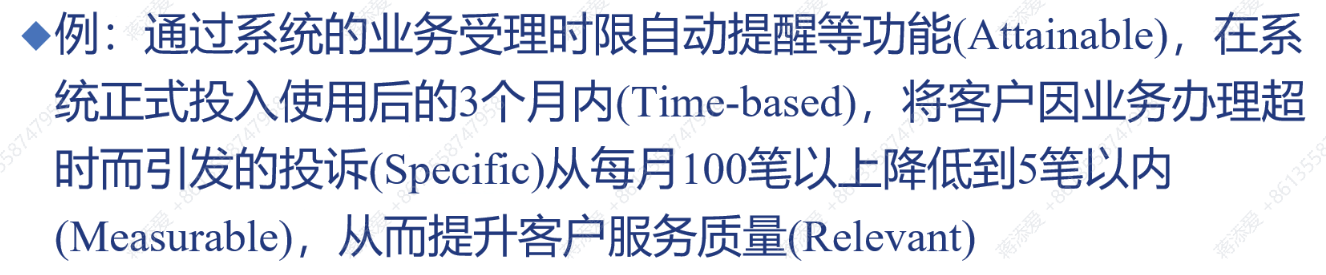 ◆例：通过系统的业务受理时限自动提醒等功能(Attainable)，在系
统正式投入使用后的3个月内(Time-based)，将客户因业务办理超
时而引发的投诉(Specific)从每月100笔以上降低到5笔以内
(Measurable)，从而提升客户服务质量(Relevant)